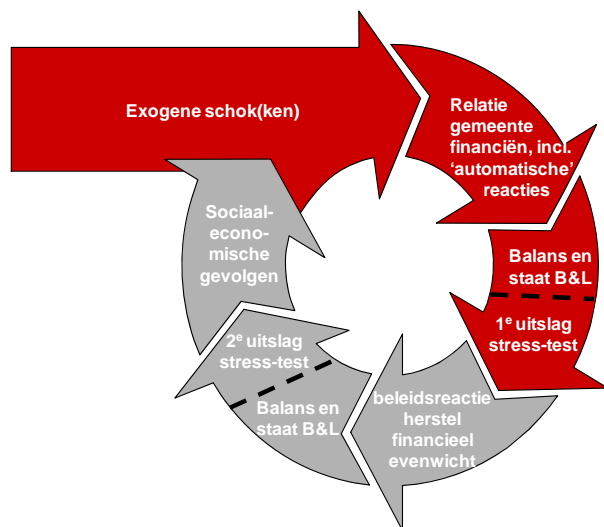 Exogene schok(ken)
Relatie
gemeente
financiën, incl.
‘automatische’
reacties
Balans en
staat B&L
1e uitslag
stress-test
beleidsreactie
herstel
financieel
evenwicht
2e uitslag
stress-test
Balans en
staat B&L
Sociaal-
econo-
mische
gevolgen